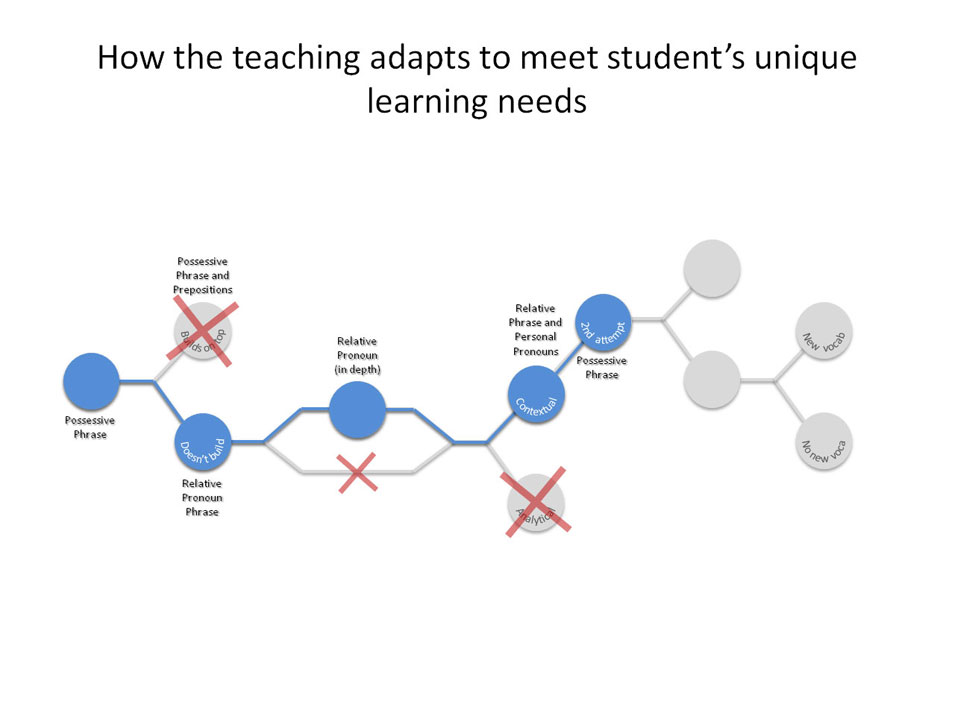 How the teaching adapts to meet student’s unique
learning needs
Possessive
Phrase and
Prepositions
Builds on top
Possessive
Phrase
Doesn't build
Relative
Pronoun
Phrase
Relative
Pronoun
(in depth)
Relative
Phrase and
Personal
Pronouns
Contextual
Analytical
2nd attempt
Possessive
Phrase
New vocab
No new voca